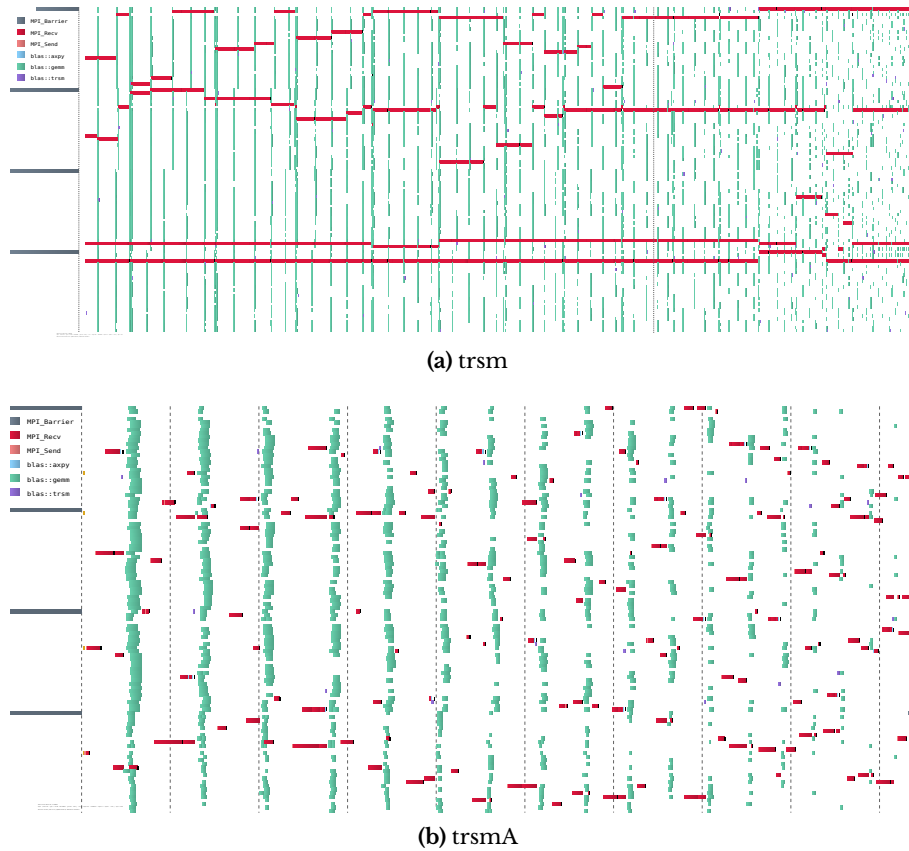 MPI_Barrier
MPI_Recv
MPI_Send
blas::axpy
blas::gemm
blas::trsm
(a) trsm
MPI_Barrier
MPI_Recv
MPI_Send
blas::axpy
blas::gemm
blas::trsm
(b) trsmA